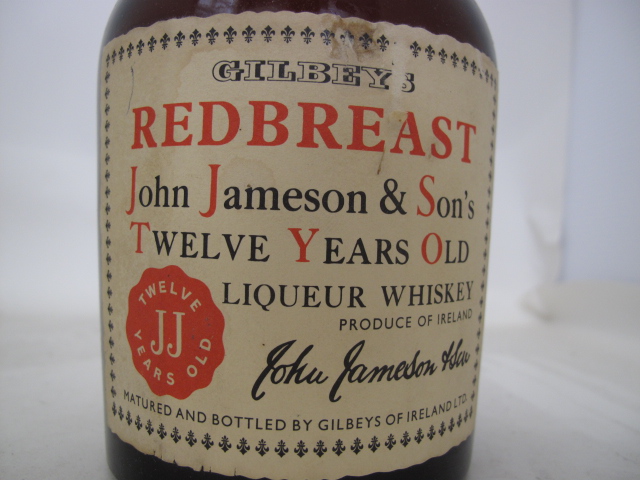 GILBEY'S
REDBREAST
John Jameson & Son's
TWELVE YEARS OLD
LIQUEUR WHISKEY
PRODUCE OF IRELAND
TWELVE
JJ
YEARS OLD
John Jameson & Son
MATURED AND BOTTLED BY GILBEYS OF IRELAND LTD.